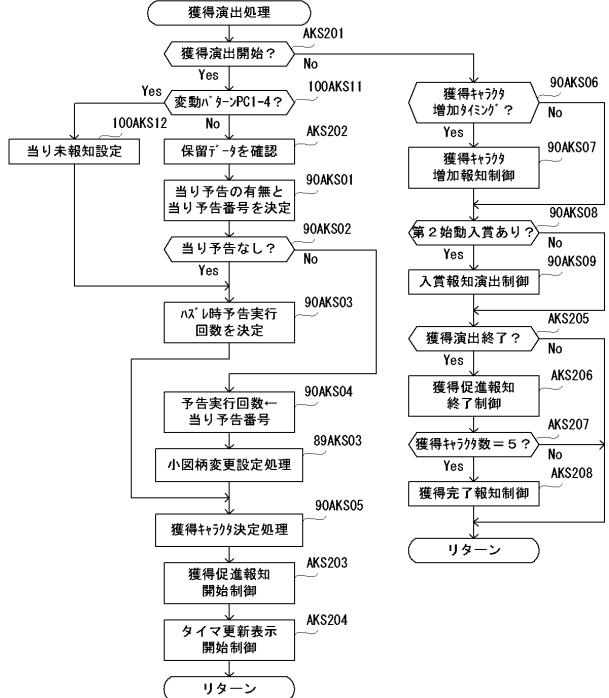 獲得演出処理
AKS201
獲得演出開始？
Yes
No
100AKS11
変動ﾊﾟﾀｰﾝPC1-4？
Yes
No
100AKS12
当り未報知設定
AKS202
保留ﾃﾞｰﾀを確認
90AKS01
当り予告の有無と
当り予告番号を決定
90AKS02
当り予告なし？
Yes
No
90AKS03
ﾊｽﾞﾚ時予告実行
回数を決定
90AKS04
予告実行回数←
当り予告番号
89AKS03
小図柄変更設定処理
90AKS05
獲得ｷｬﾗｸﾀ決定処理
AKS203
獲得促進報知
開始制御
AKS204
タイマ更新表示
開始制御
リターン
90AKS06
獲得ｷｬﾗｸﾀ
増加ﾀｲﾐﾝｸﾞ？
Yes
No
90AKS07
獲得ｷｬﾗｸﾀ
増加報知制御
90AKS08
第２始動入賞あり？
Yes
No
90AKS09
入賞報知演出制御
AKS205
獲得演出終了？
Yes
No
AKS206
獲得促進報知
終了制御
AKS207
獲得ｷｬﾗｸﾀ数＝５？
Yes
No
AKS208
獲得完了報知制御
リターン